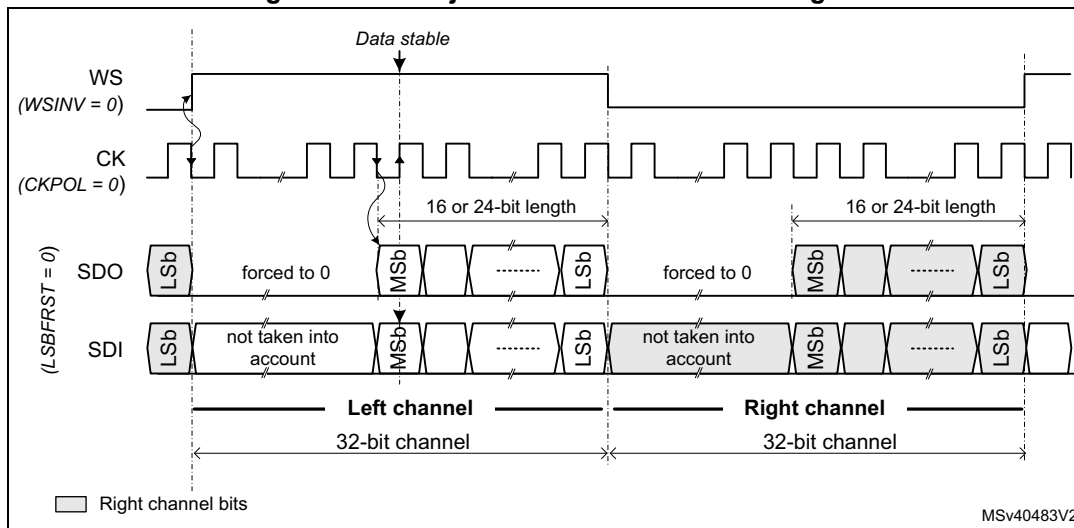 Data stable
WS
(WSINV = 0)
CK
(CKPOL = 0)
16 or 24-bit length
16 or 24-bit length
(LSBFRST = 0)
SDO
LSb
forced to 0
MSb
LSb
forced to 0
MSb
LSb
SDI
LSb
not taken into
account
MSb
LSb
not taken into
account
MSb
LSb
Left channel
Right channel
32-bit channel
32-bit channel
Right channel bits
MSv40483V2